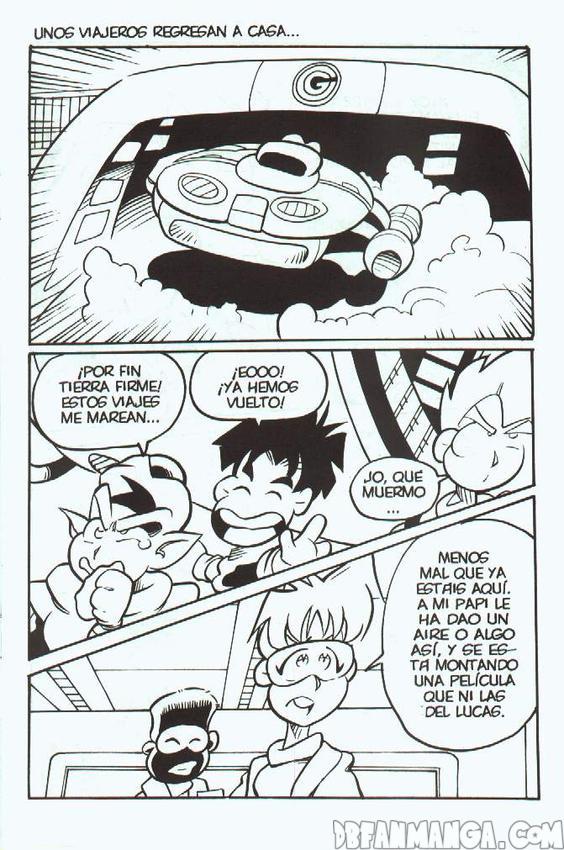 UNOS VIAJEROS REGRESAN A CASA...
G
¡POR FIN
TIERRA FIRME!
ESTOS VIAJES
ME MAREAN...
¡EOOO!
¡YA HEMOS
VUELTO!
JO, QUÉ
MUERMO
...
MENOS
MAL QUE YA
ESTÁIS AQUÍ.
A MI PAPI LE
HA DAO UN
AIRE O ALGO
ASÍ, Y SE ES-
TÁ MONTANDO
UNA PELÍCULA
QUE NI LAS
DEL LUCAS.
DBFANMANGA.COM